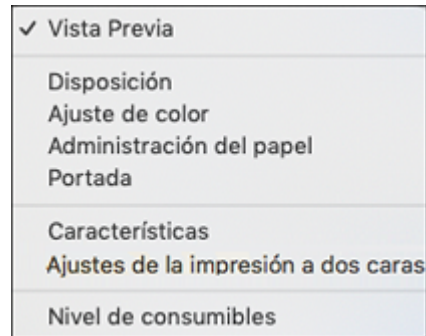 ✓ Vista Previa
Disposición
Ajuste de color
Administración del papel
Portada
Características
Ajustes de la impresión a dos caras
Nivel de consumibles